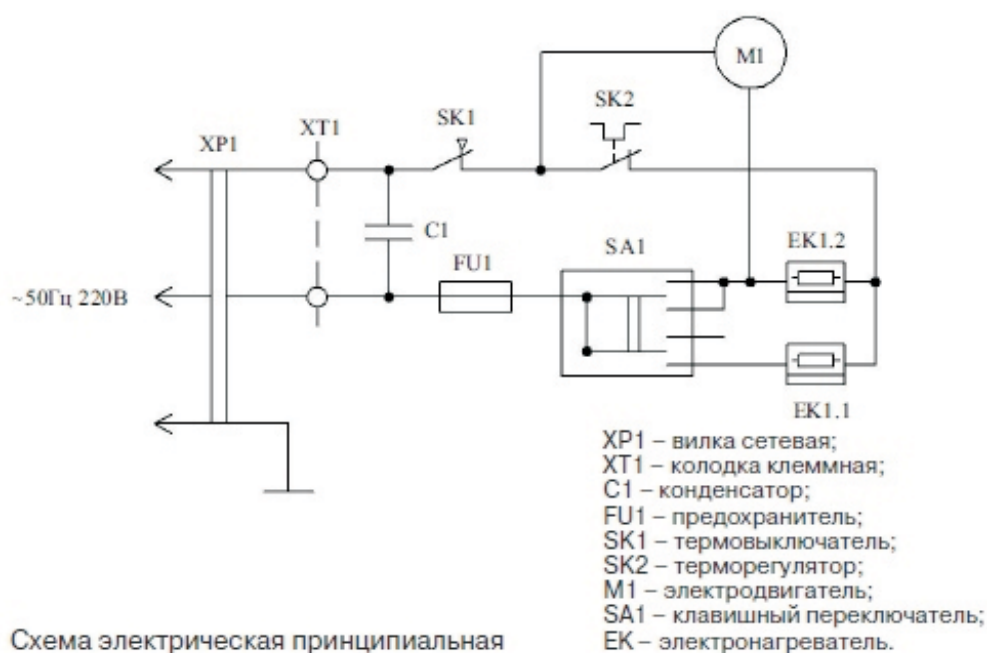 M1
SK1
SK2
XP1
XT1
C1
FU1
SA1
EK1.2
~50Гц 220В
EK1.1
XP1 – вилка сетевая;
XT1 – колодка клеммная;
C1 – конденсатор;
FU1 – предохранитель;
SK1 – термовыключатель;
SK2 – терморегулятор;
M1 – электродвигатель;
SA1 – клавишный переключатель;
EK – электронагреватель.
Схема электрическая принципиальная